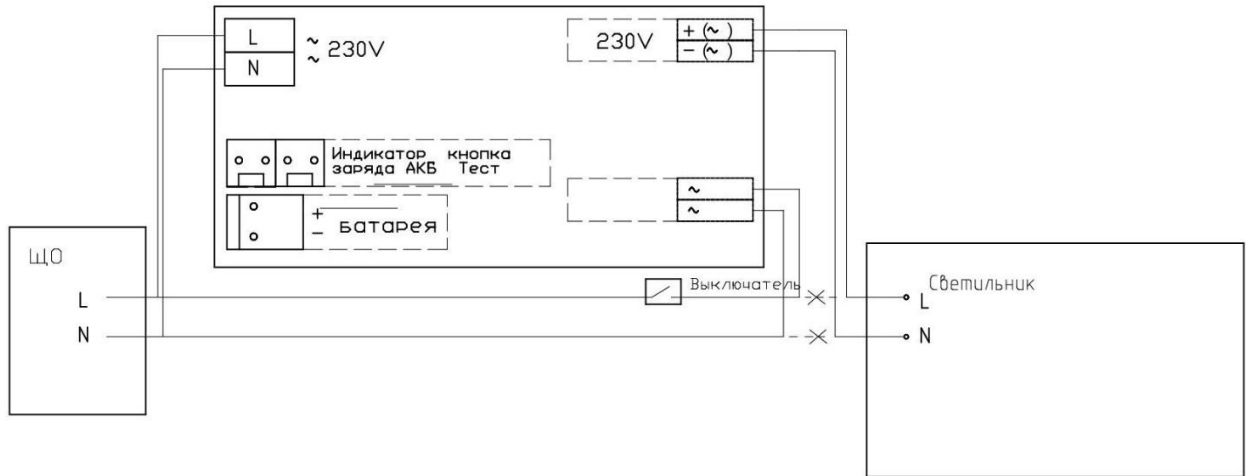 L
N
~
~ 230V
230V
+ (~)
- (~)
Индикатор кнопка
заряда АКБ Тест
+
-
Батарея
~
~
ЩО
L
N
Выключатель
Светильник
L
N